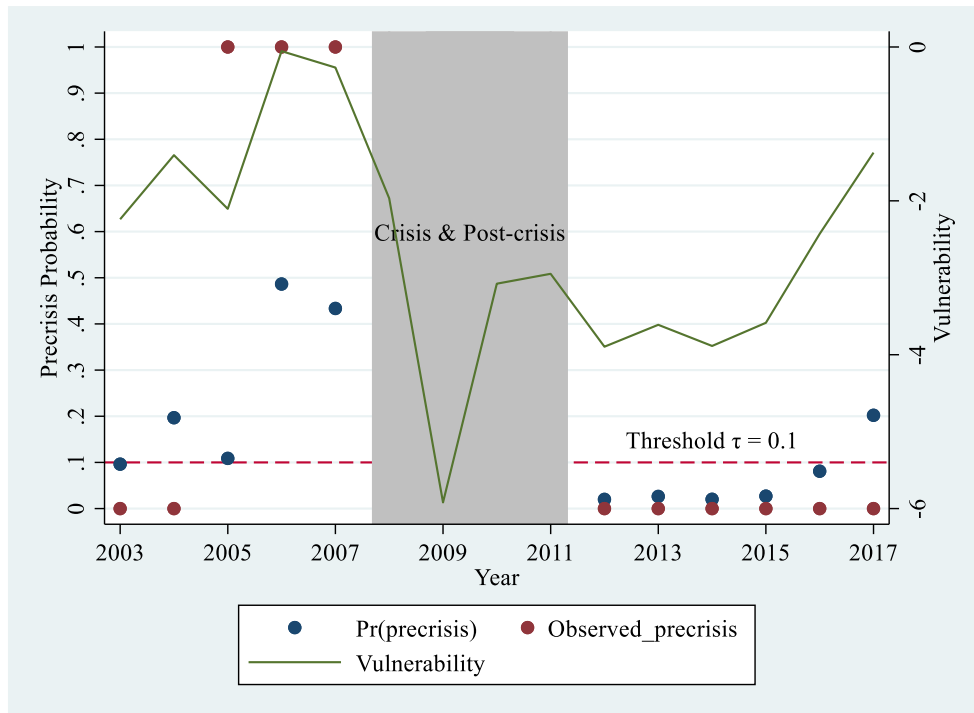 Precrisis Probability
1
.9
.8
.7
.6
.5
.4
.3
.2
.1
0
Crisis & Post-crisis
Threshold τ = 0.1
0
-2
-4
-6
Vulnerability
2003 2005 2007 2009 2011 2013 2015 2017
Year
Pr(precrisis) Observed_precrisis
Vulnerability